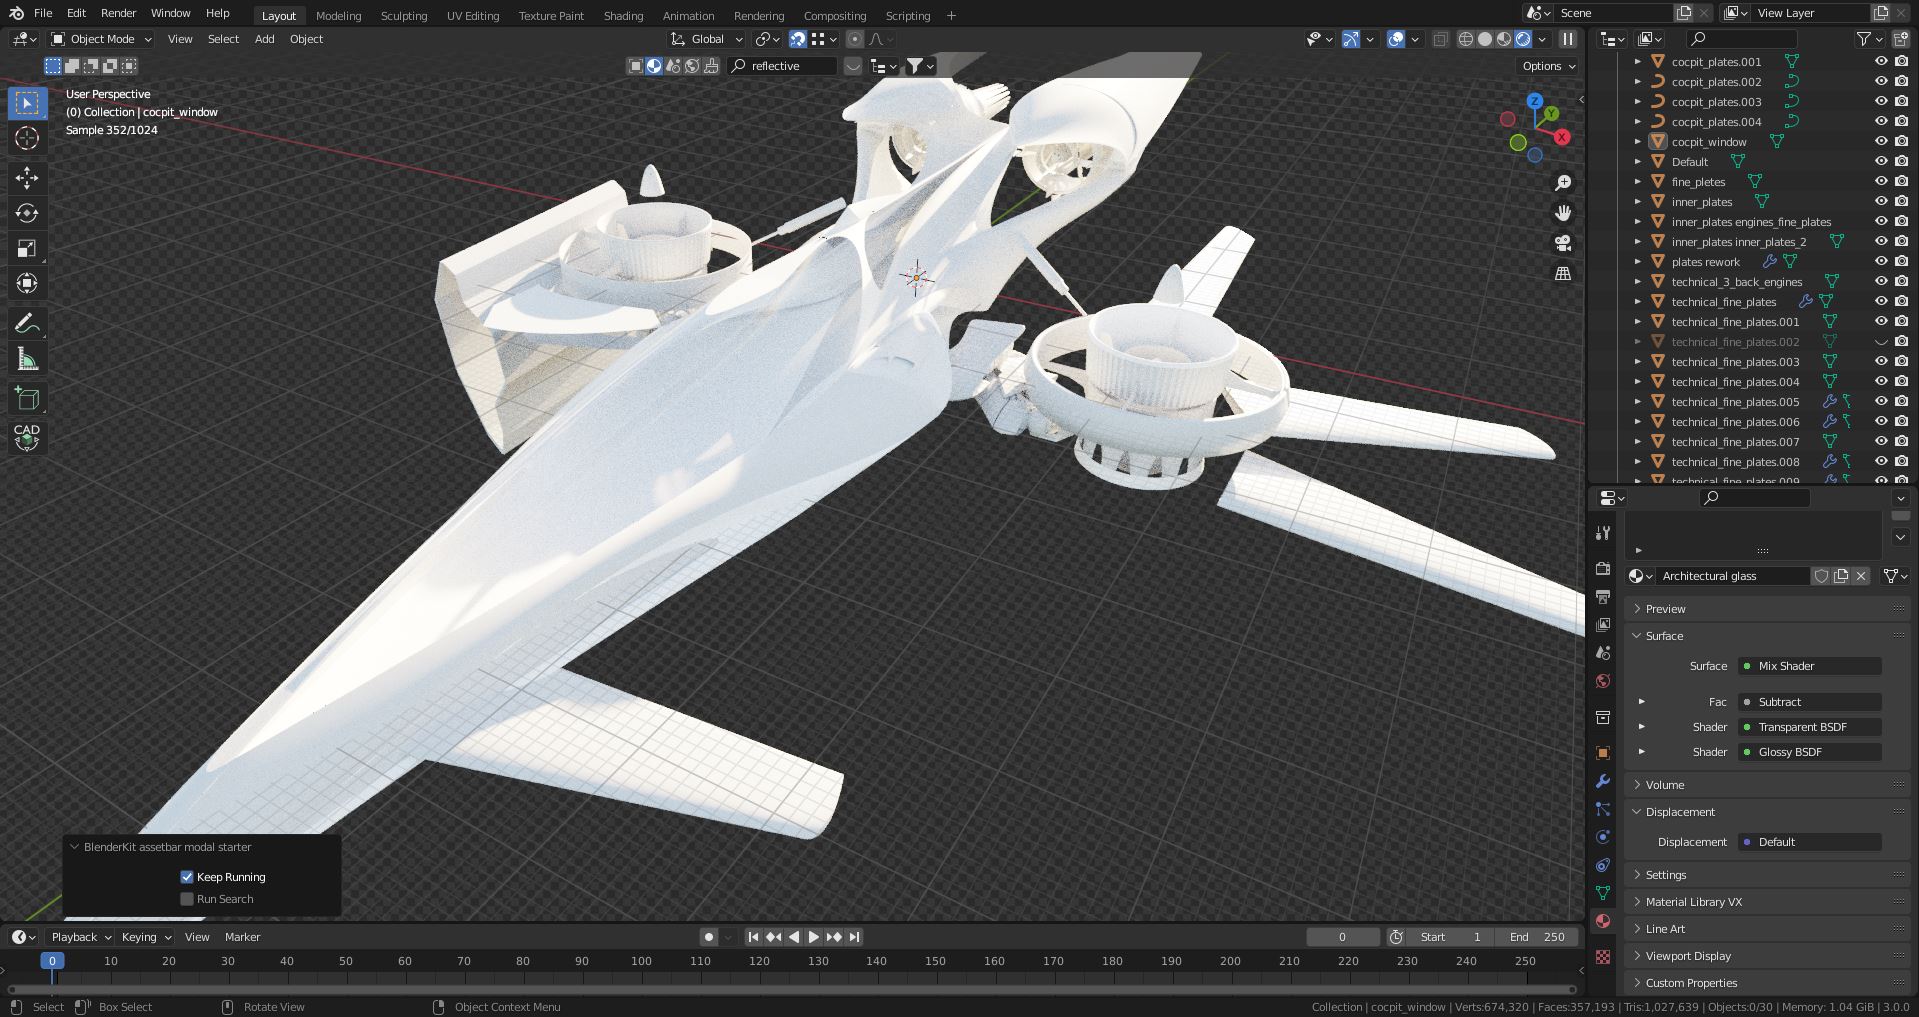 File Edit Render Window Help Layout Modeling Sculpting UV Editing Texture Paint Shading Animation Rendering Compositing Scripting + Scene View Layer
Object Mode View Select Add Object Global
reflective Options
User Perspective
(0) Collection | cocpit_window
Sample 352/1024
Z
Y
X
CAD
cocpit_plates.001
cocpit_plates.002
cocpit_plates.003
cocpit_plates.004
cocpit_window
Default
fine_pletes
inner_plates
inner_plates engines_fine_plates
inner_plates inner_plates_2
plates rework
technical_3_back_engines
technical_fine_plates
technical_fine_plates.001
technical_fine_plates.002
technical_fine_plates.003
technical_fine_plates.004
technical_fine_plates.005
technical_fine_plates.006
technical_fine_plates.007
technical_fine_plates.008
technical_fine_plates.009
Architectural glass
Preview
Surface
Surface Mix Shader
Fac Subtract
Shader Transparent BSDF
Shader Glossy BSDF
Volume
Displacement
Displacement Default
Settings
Material Library VX
Line Art
Viewport Display
Custom Properties
BlenderKit assetbar modal starter
Keep Running
Run Search
Playback Keying View Marker 0 Start 1 End 250
0 10 20 30 40 50 60 70 80 90 100 110 120 130 140 150 160 170 180 190 200 210 220 230 240 250
Select Box Select Rotate View Object Context Menu Collection | cocpit_window | Verts:674,320 | Faces:357,193 | Tris:1,027,639 | Objects:0/30 | Memory: 1.04 GiB | 3.0.0